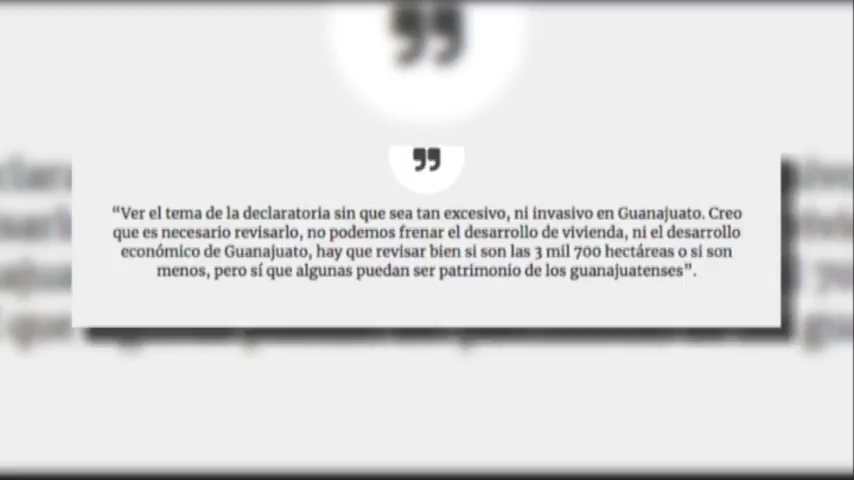 “Ver el tema de la declaratoria sin que sea tan excesivo, ni invasivo en Guanajuato. Creo
que es necesario revisarlo, no podemos frenar el desarrollo de vivienda, ni el desarrollo
económico de Guanajuato, hay que revisar bien si son las 3 mil 700 hectáreas o si son
menos, pero sí que algunas puedan ser patrimonio de los guanajuatenses”.